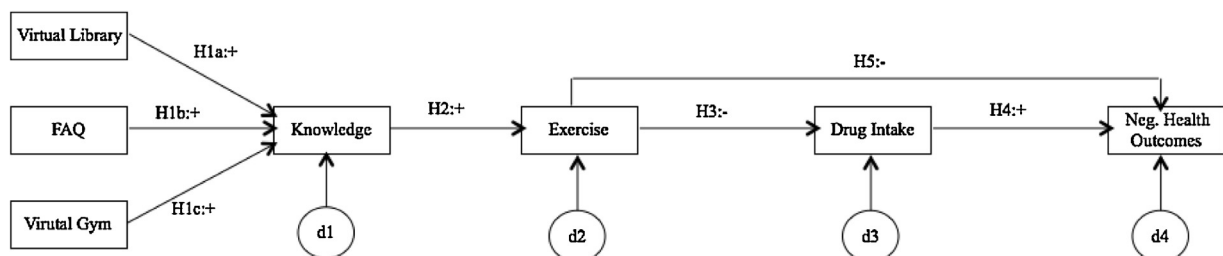 Virtual Library
H1a:+
H5:-
FAQ
H1b:+
Knowledge
H2:+
Exercise
H3:-
Drug Intake
H4:+
Neg. Health
Outcomes
Virutal Gym
H1c:+
d1
d2
d3
d4